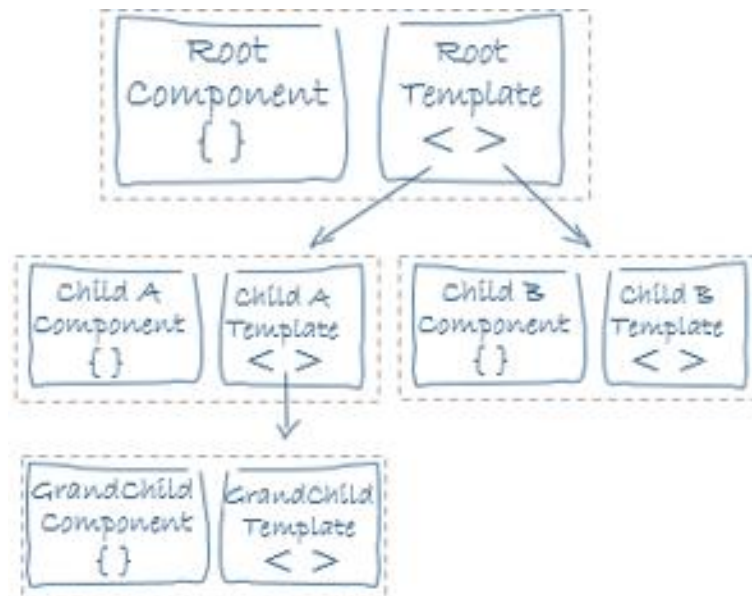 Root
Component
{ }
Root
Template
< >
Child A
Component
{ }
Child A
Template
< >
Child B
Component
{ }
Child B
Template
< >
GrandChild
Component
{ }
GrandChild
Template
< >